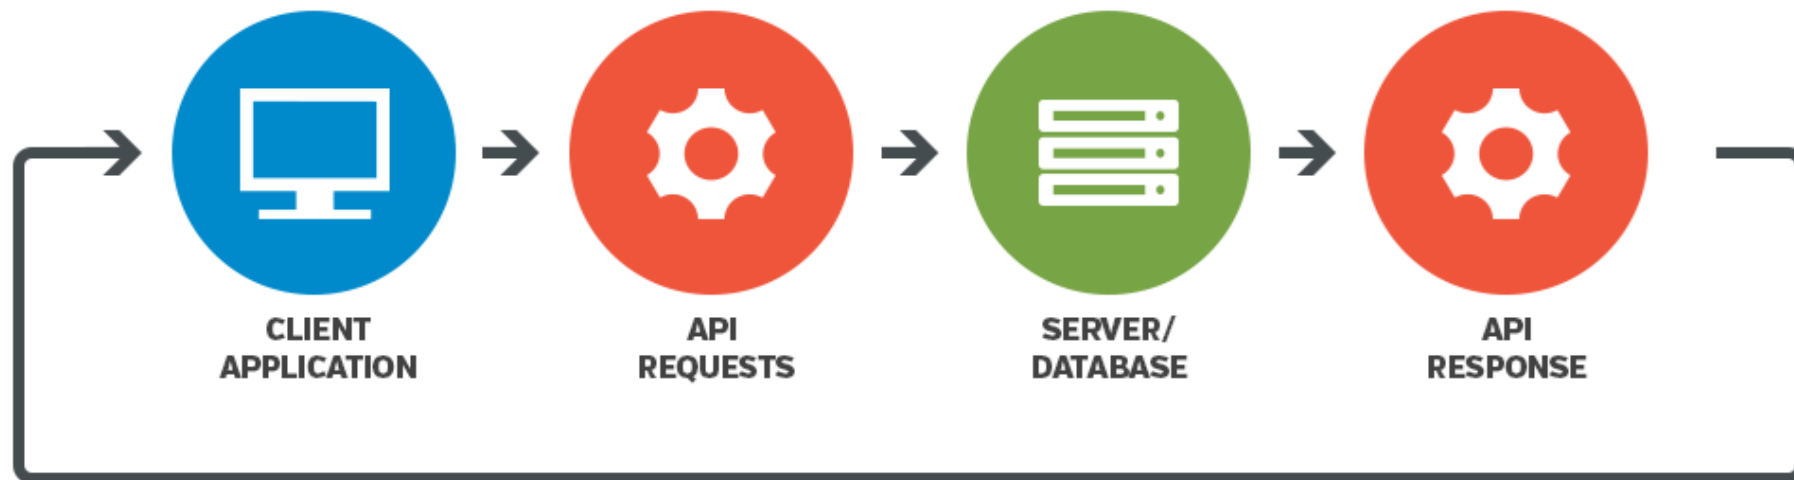 CLIENT
APPLICATION
API
REQUESTS
SERVER/
DATABASE
API
RESPONSE